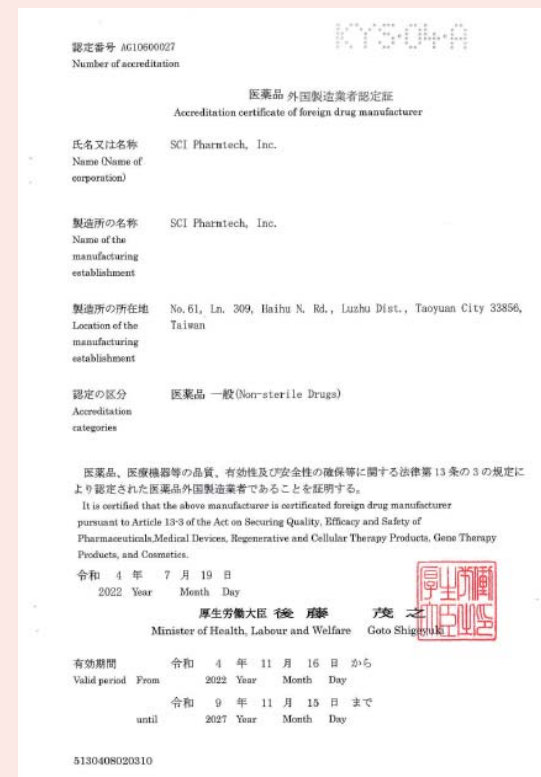 認定番号 AG10600027
KYS・04・A
Number of accreditation
医薬品 外国製造業者認定証
Accreditation certificate of foreign drug manufacturer
氏名又は名称 SCI Pharmtech, Inc.
Name (Name of
corporation)
製造所の名称 SCI Pharmtech, Inc.
Name of the
manufacturing
establishment
製造所の所在地 No.61, Ln. 309, Haihu N. Rd., Luzhu Dist., Taoyuan City 33856,
Location of the Taiwan
manufacturing
establishment
認定の区分 医薬品 一般(Non-sterile Drugs)
Accreditation
categories
医薬品、医療機器等の品質、有効性及び安全性の確保等に関する法律第 13 条の 3 の規定に
より認定された医薬品外国製造業者であることを証明する。
It is certified that the above manufacturer is certificated foreign drug manufacturer
pursuant to Article 13-3 of the Act on Securing Quality, Efficacy and Safety of
Pharmaceuticals,Medical Devices, Regenerative and Cellular Therapy Products, Gene Therapy
Products, and Cosmetics.
令和 4 年 7 月 19 日
2022 Year Month Day
厚生労働大臣 後藤 茂之
Minister of Health, Labour and Welfare Goto Shigeyuki
厚生労働大臣之印
有効期間 令和 4 年 11 月 16 日 から
Valid period From 2022 Year Month Day
令和 9 年 11 月 15 日 まで
until 2027 Year Month Day
5130408020310